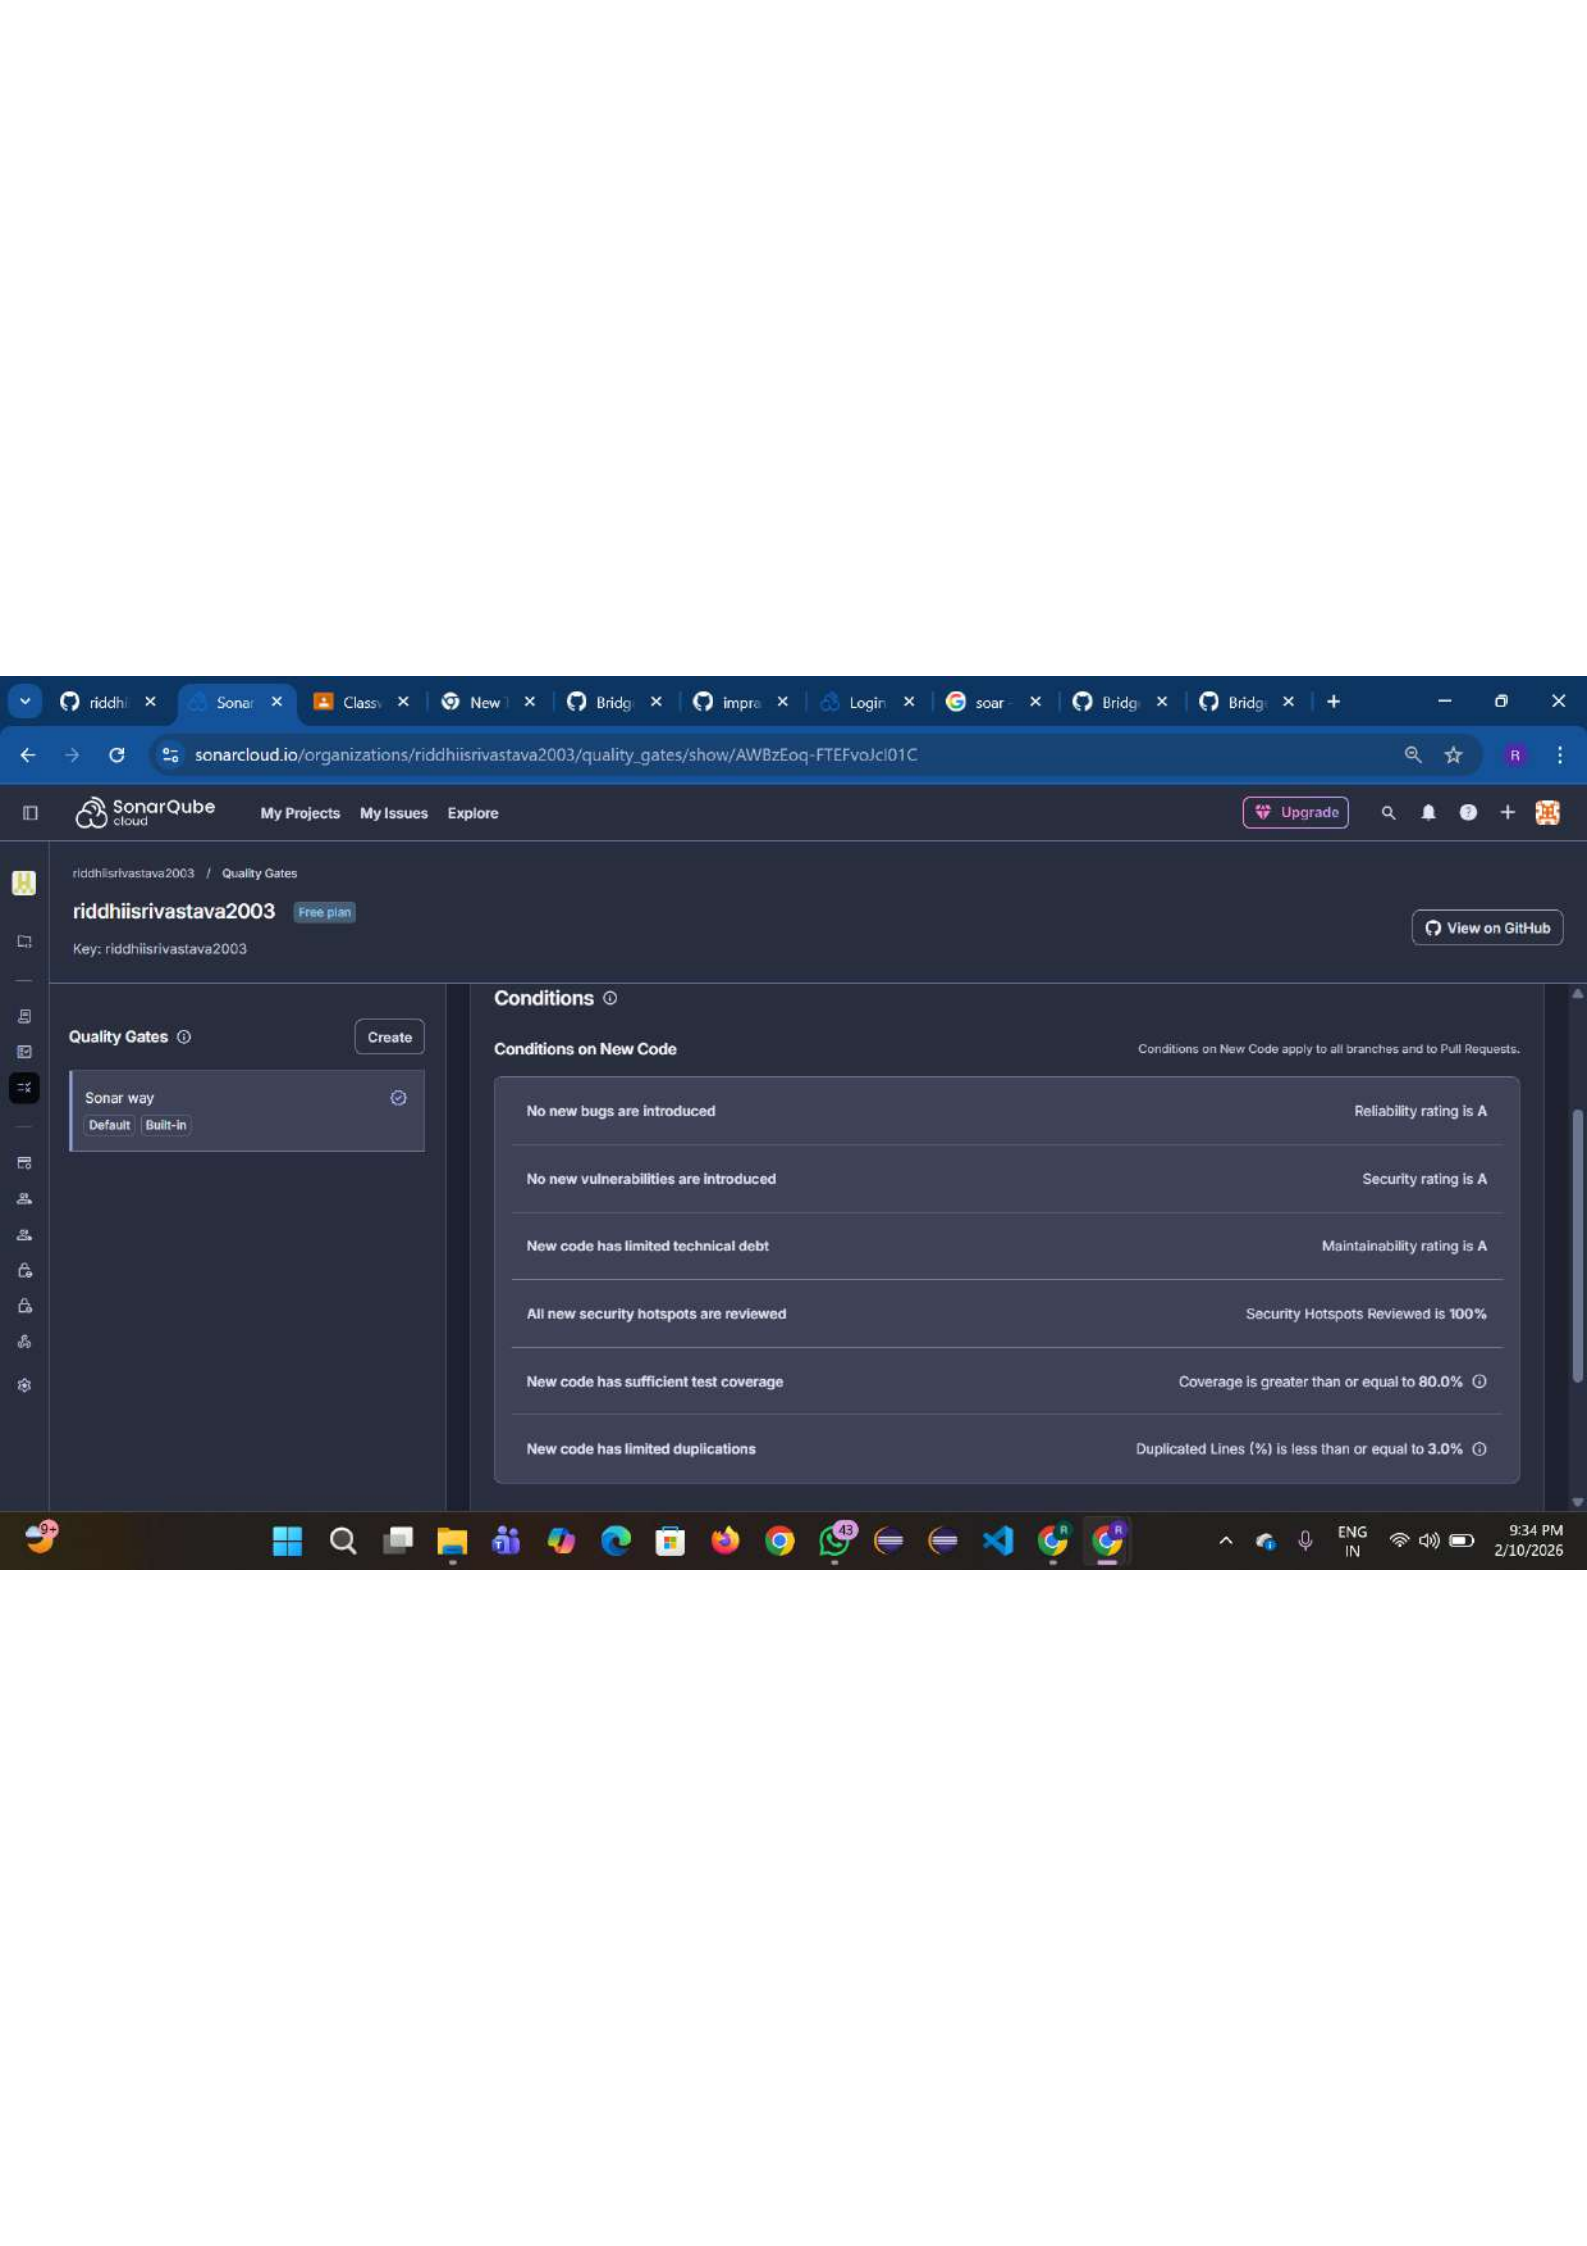 riddhi
Sonar
Class
New T
Bridg
impro
Login
soar -
Bridg
Bridg
sonarcloud.io/organizations/riddhiisrivastava2003/quality_gates/show/AWBzEoq-FTEFvoJcl01C
R
SonarQube
cloud
My Projects My Issues Explore
Upgrade
riddhiisrivastava2003 / Quality Gates
riddhiisrivastava2003 Free plan
View on GitHub
Key: riddhiisrivastava2003
Quality Gates
Create
Sonar way
Default Built-in
Conditions
Conditions on New Code
Conditions on New Code apply to all branches and to Pull Requests.
No new bugs are introduced Reliability rating is A
No new vulnerabilities are introduced Security rating is A
New code has limited technical debt Maintainability rating is A
All new security hotspots are reviewed Security Hotspots Reviewed is 100%
New code has sufficient test coverage Coverage is greater than or equal to 80.0%
New code has limited duplications Duplicated Lines (%) is less than or equal to 3.0%
9+
43
R
R
ENG
IN
9:34 PM
2/10/2026